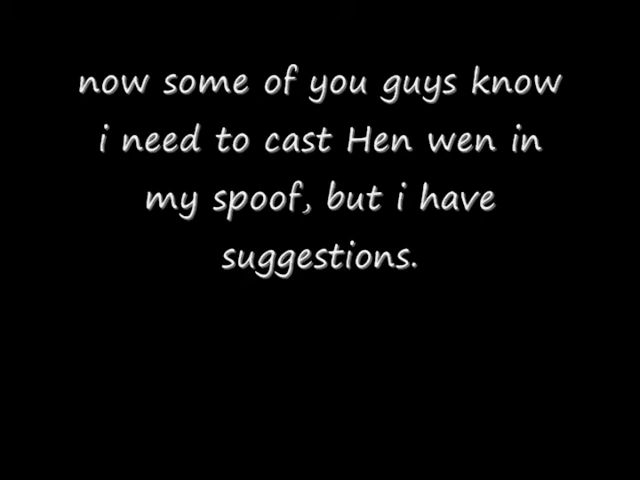 now some of you guys know
i need to cast Hen wen in
my spoof, but i have
suggestions.